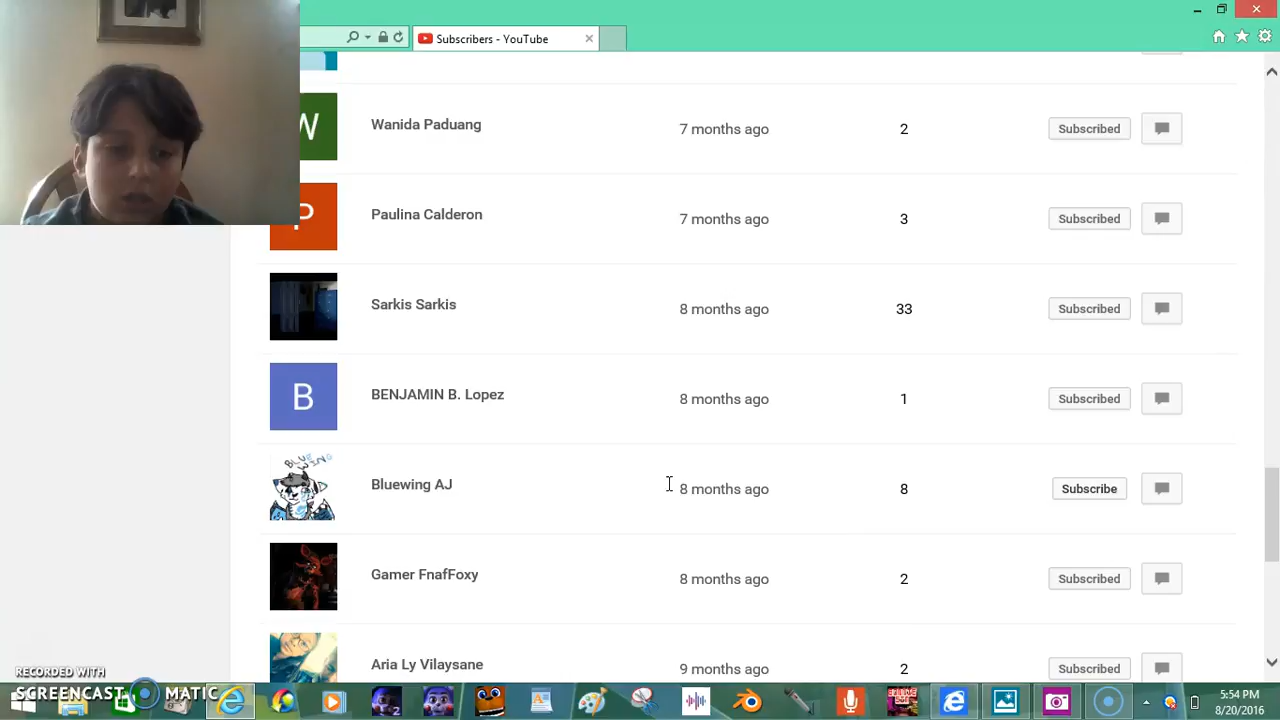 Subscribers - YouTube
W
Wanida Paduang 7 months ago 2 Subscribed
P
Paulina Calderon 7 months ago 3 Subscribed
Sarkis Sarkis 8 months ago 33 Subscribed
B
BENJAMIN B. Lopez 8 months ago 1 Subscribed
BLUEWING
Bluewing AJ 8 months ago 8 Subscribe
Gamer FnafFoxy 8 months ago 2 Subscribed
Aria Ly Vilaysane 9 months ago 2 Subscribed
RECORDED WITH
SCREENCAST MATIC
5:54 PM
8/20/2016